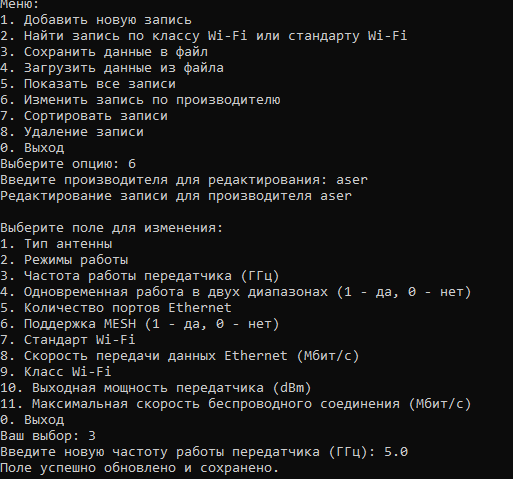 Меню:
1. Добавить новую запись
2. Найти запись по классу Wi-Fi или стандарту Wi-Fi
3. Сохранить данные в файл
4. Загрузить данные из файла
5. Показать все записи
6. Изменить запись по производителю
7. Сортировать записи
8. Удаление записи
0. Выход
Выберите опцию: 6
Введите производителя для редактирования: aser
Редактирование записи для производителя aser
Выберите поле для изменения:
1. Тип антенны
2. Режимы работы
3. Частота работы передатчика (ГГц)
4. Одновременная работа в двух диапазонах (1 - да, 0 - нет)
5. Количество портов Ethernet
6. Поддержка MESH (1 - да, 0 - нет)
7. Стандарт Wi-Fi
8. Скорость передачи данных Ethernet (Мбит/с)
9. Класс Wi-Fi
10. Выходная мощность передатчика (dBm)
11. Максимальная скорость беспроводного соединения (Мбит/с)
0. Выход
Ваш выбор: 3
Введите новую частоту работы передатчика (ГГц): 5.0
Поле успешно обновлено и сохранено.